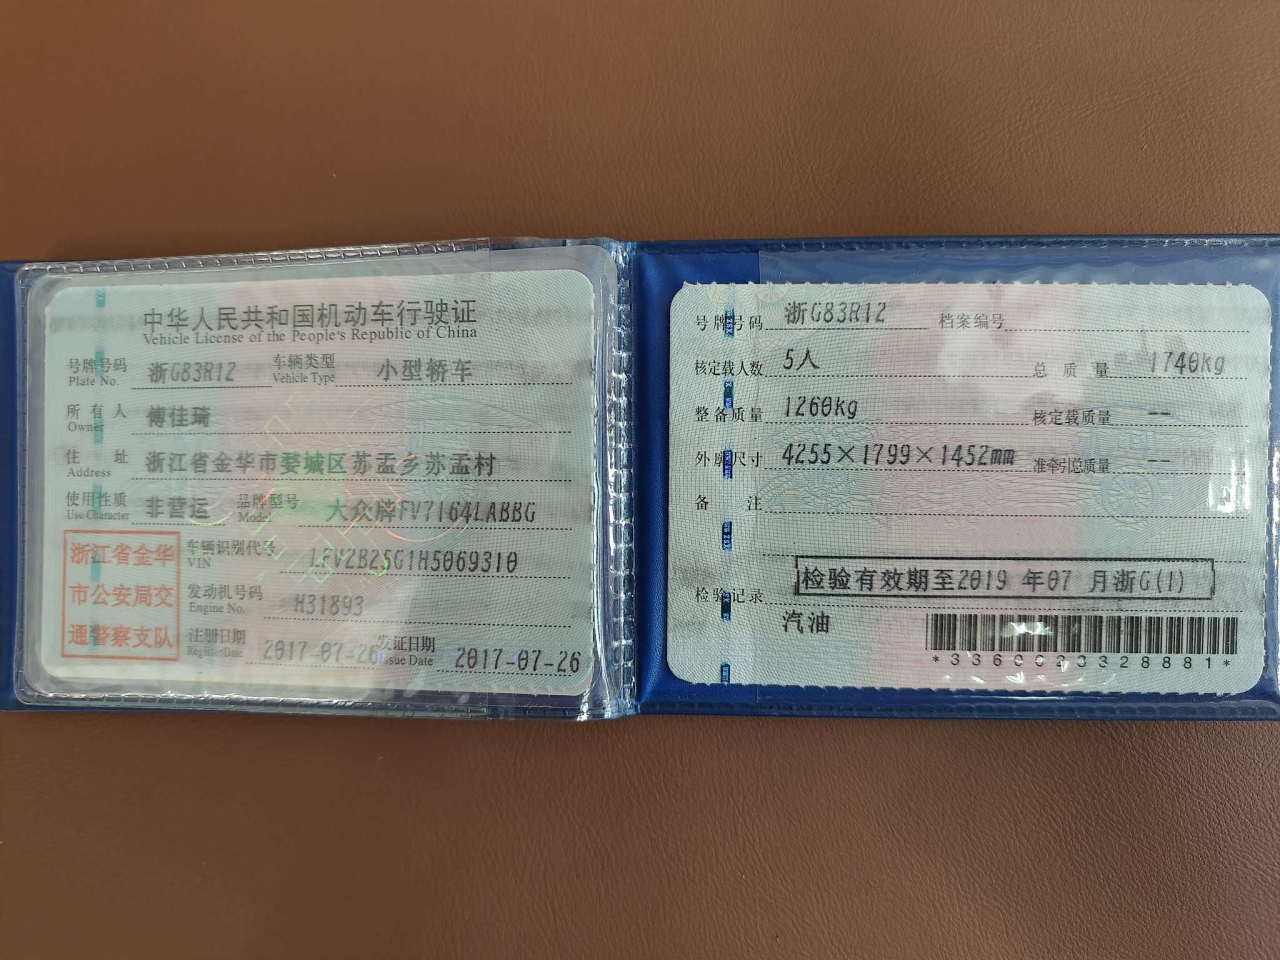 中华人民共和国机动车行驶证
Vehicle License of the People's Republic of China
号牌号码 浙G83R12 车辆类型 小型轿车
Plate No. Vehicle Type
所有人 傅佳琦
Owner
住址 浙江省金华市婺城区苏孟乡苏孟村
Address
使用性质 非营运 品牌型号 大众牌FV7164LABBG
Use Character Model
浙江省金华
市公安局交
通警察支队
车辆识别代号 LFV2B25G1H5069310
VIN
发动机号码 H31893
Engine No.
注册日期 2017-07-26 发证日期 2017-07-26
Register Date Issue Date
号牌号码 浙G83R12 档案编号
核定载人数 5人 总质量 1740kg
整备质量 1260kg 核定载质量 --
外廓尺寸 4255×1799×1452mm 准牵引总质量 --
备注
检验有效期至2019 年07 月浙G(1)
检验记录
汽油
*3360023328881*